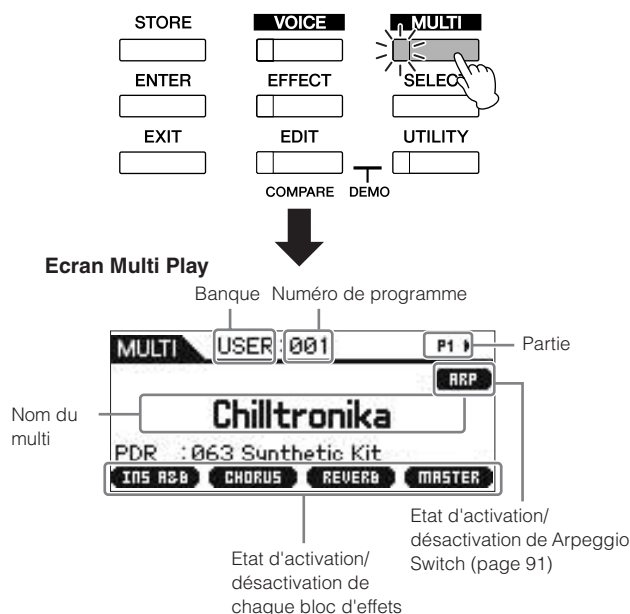 STORE VOICE MULTI
ENTER EFFECT SELECT
EXIT EDIT UTILITY
COMPARE DEMO
Ecran Multi Play
Banque Numéro de programme
MULTI USER:001 P1
Partie
ARP
Nom du
multi
Chilltronika
PDR :063 Synthetic Kit
INS A&B CHORUS REVERB MASTER
Etat d'activation/
désactivation de Arpeggio
Switch (page 91)
Etat d'activation/
désactivation de
chaque bloc d'effets